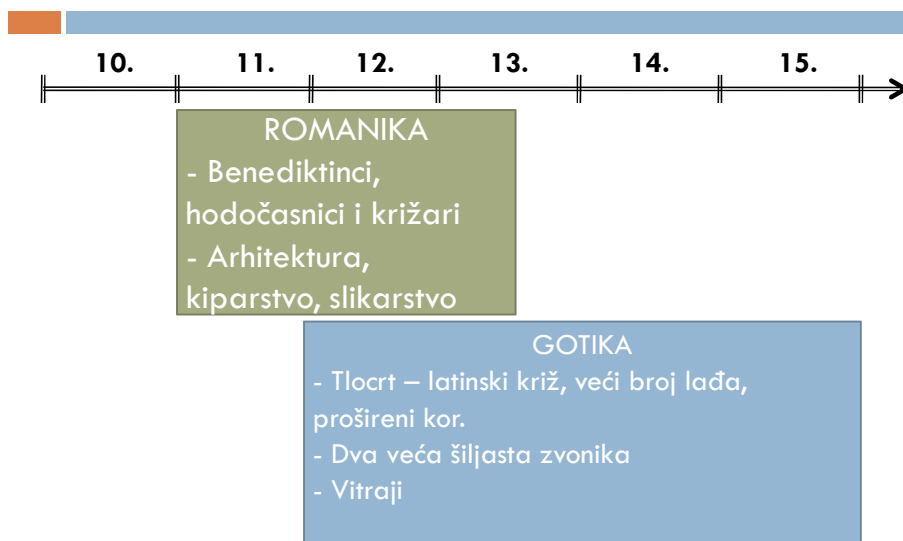 10. 11. 12. 13. 14. 15.
ROMANIKA
- Benediktinci,
hodočasnici i križari
- Arhitektura,
kiparstvo, slikarstvo
GOTIKA
- Tlocrt – latinski križ, veći broj lađa,
prošireni kor.
- Dva veća šiljasta zvonika
- Vitraji